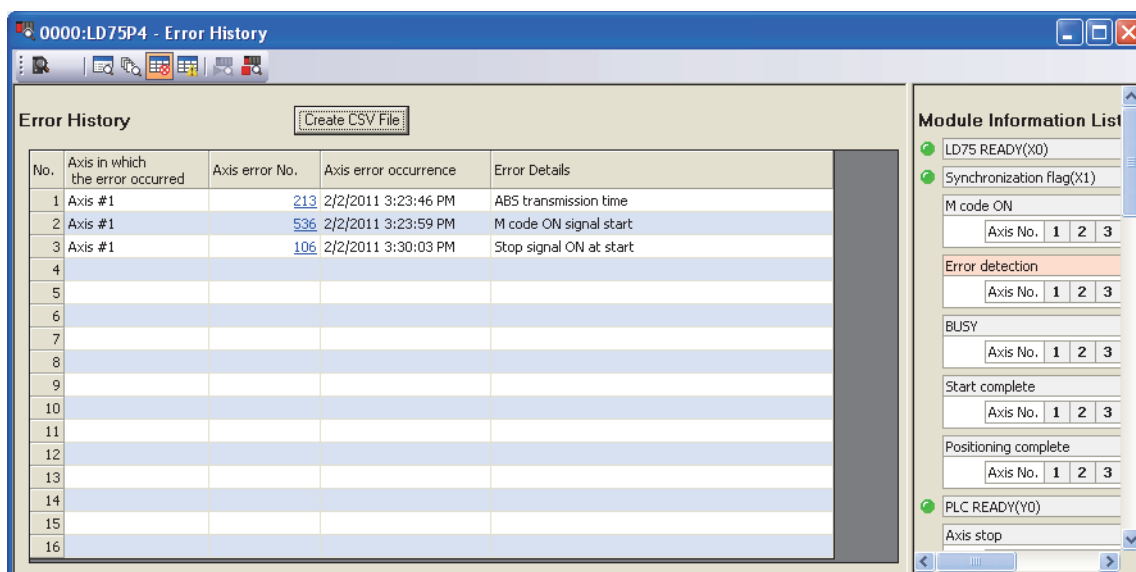 0000:LD75P4 - Error History
Error History
Create CSV File
No. Axis in which the error occurred Axis error No. Axis error occurrence Error Details
1 Axis #1 213 2/2/2011 3:23:46 PM ABS transmission time
2 Axis #1 536 2/2/2011 3:23:59 PM M code ON signal start
3 Axis #1 106 2/2/2011 3:30:03 PM Stop signal ON at start
4
5
6
7
8
9
10
11
12
13
14
15
16
Module Information List
LD75 READY(X0)
Synchronization flag(X1)
M code ON
Axis No. 1 2 3
Error detection
Axis No. 1 2 3
BUSY
Axis No. 1 2 3
Start complete
Axis No. 1 2 3
Positioning complete
Axis No. 1 2 3
PLC READY(Y0)
Axis stop